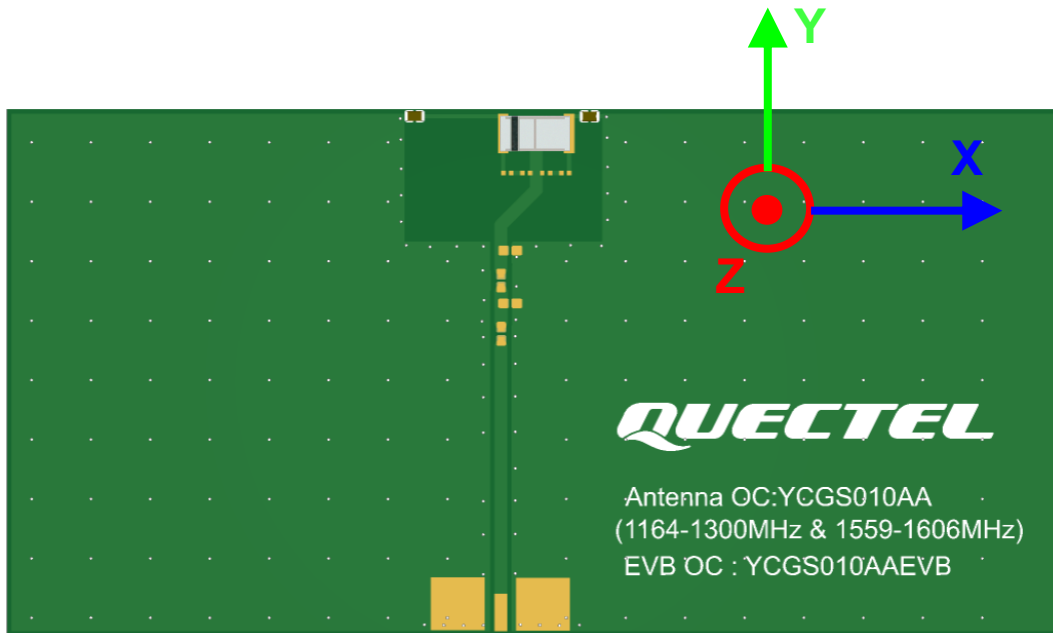 Y
X
Z
QUECTEL
Antenna OC:YCGS010AA
(1164-1300MHz & 1559-1606MHz)
EVB OC : YCGS010AAEVB